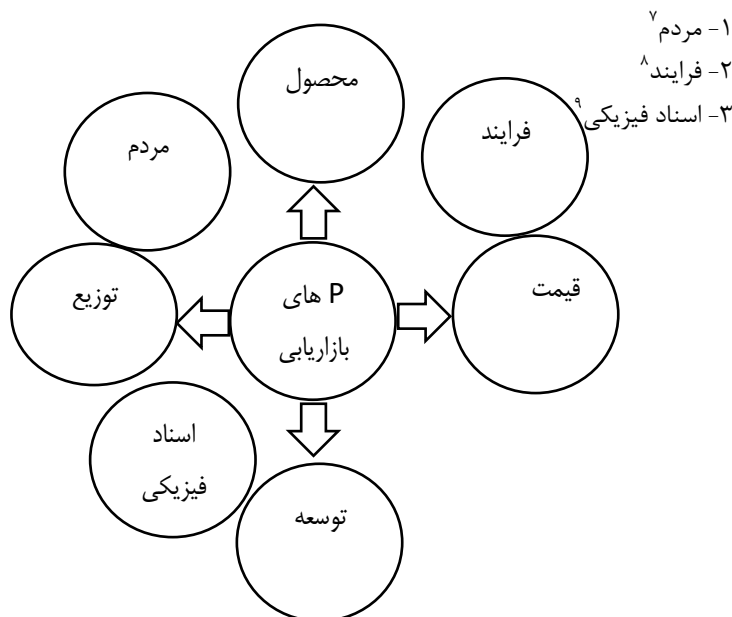 ۱- مردم۷
۲- فرایند۸
۳- اسناد فیزیکی۹
محصول
فرایند
مردم
قیمت
P های
بازاریابی
توزیع
اسناد
فیزیکی
توسعه